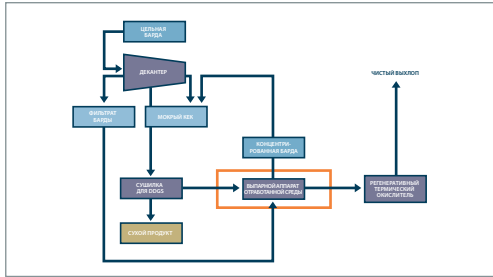 ЦЕЛЬНАЯ
БАРДА
ДЕКАНТЕР
ЧИСТЫЙ ВЫХЛОП
ФИЛЬТРАТ
БАРДЫ
МОКРЫЙ КЕК
КОНЦЕНТРИ-
РОВАННАЯ БАРДА
СУШИЛКА
ДЛЯ DDGS
ВЫПАРНОЙ АППАРАТ
ОТРАБОТАННОЙ СРЕДЫ
РЕГЕНЕРАТИВНЫЙ
ТЕРМИЧЕСКИЙ
ОКИСЛИТЕЛЬ
СУХОЙ ПРОДУКТ